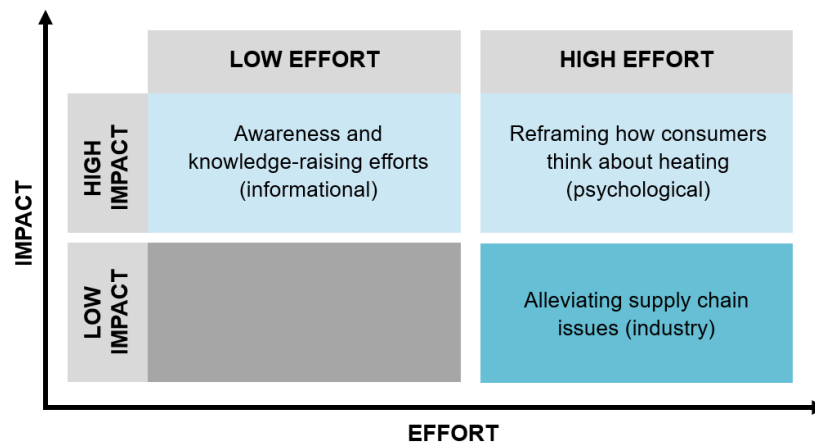 LOW EFFORT
HIGH EFFORT
HIGH
IMPACT
Awareness and
knowledge-raising efforts
(informational)
Reframing how consumers
think about heating
(psychological)
LOW
IMPACT
Alleviating supply chain
issues (industry)
IMPACT
EFFORT